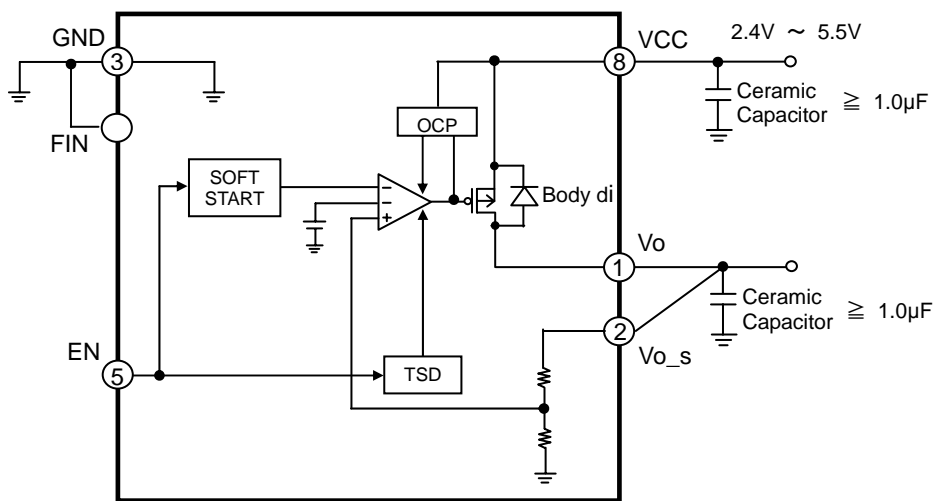 GND
3
FIN
VCC
8
2.4V ～ 5.5V
Ceramic
Capacitor ≧ 1.0µF
OCP
SOFT
START
−
−
+
Body di
Vo
1
Ceramic
Capacitor ≧ 1.0µF
2
Vo_s
EN
5
TSD